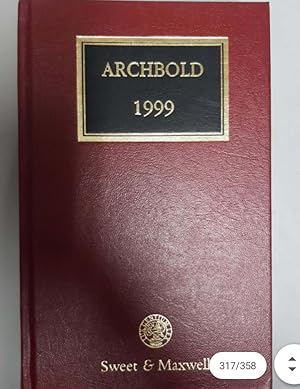 ARCHBOLD
1999
Sweet & Maxwell
317/358